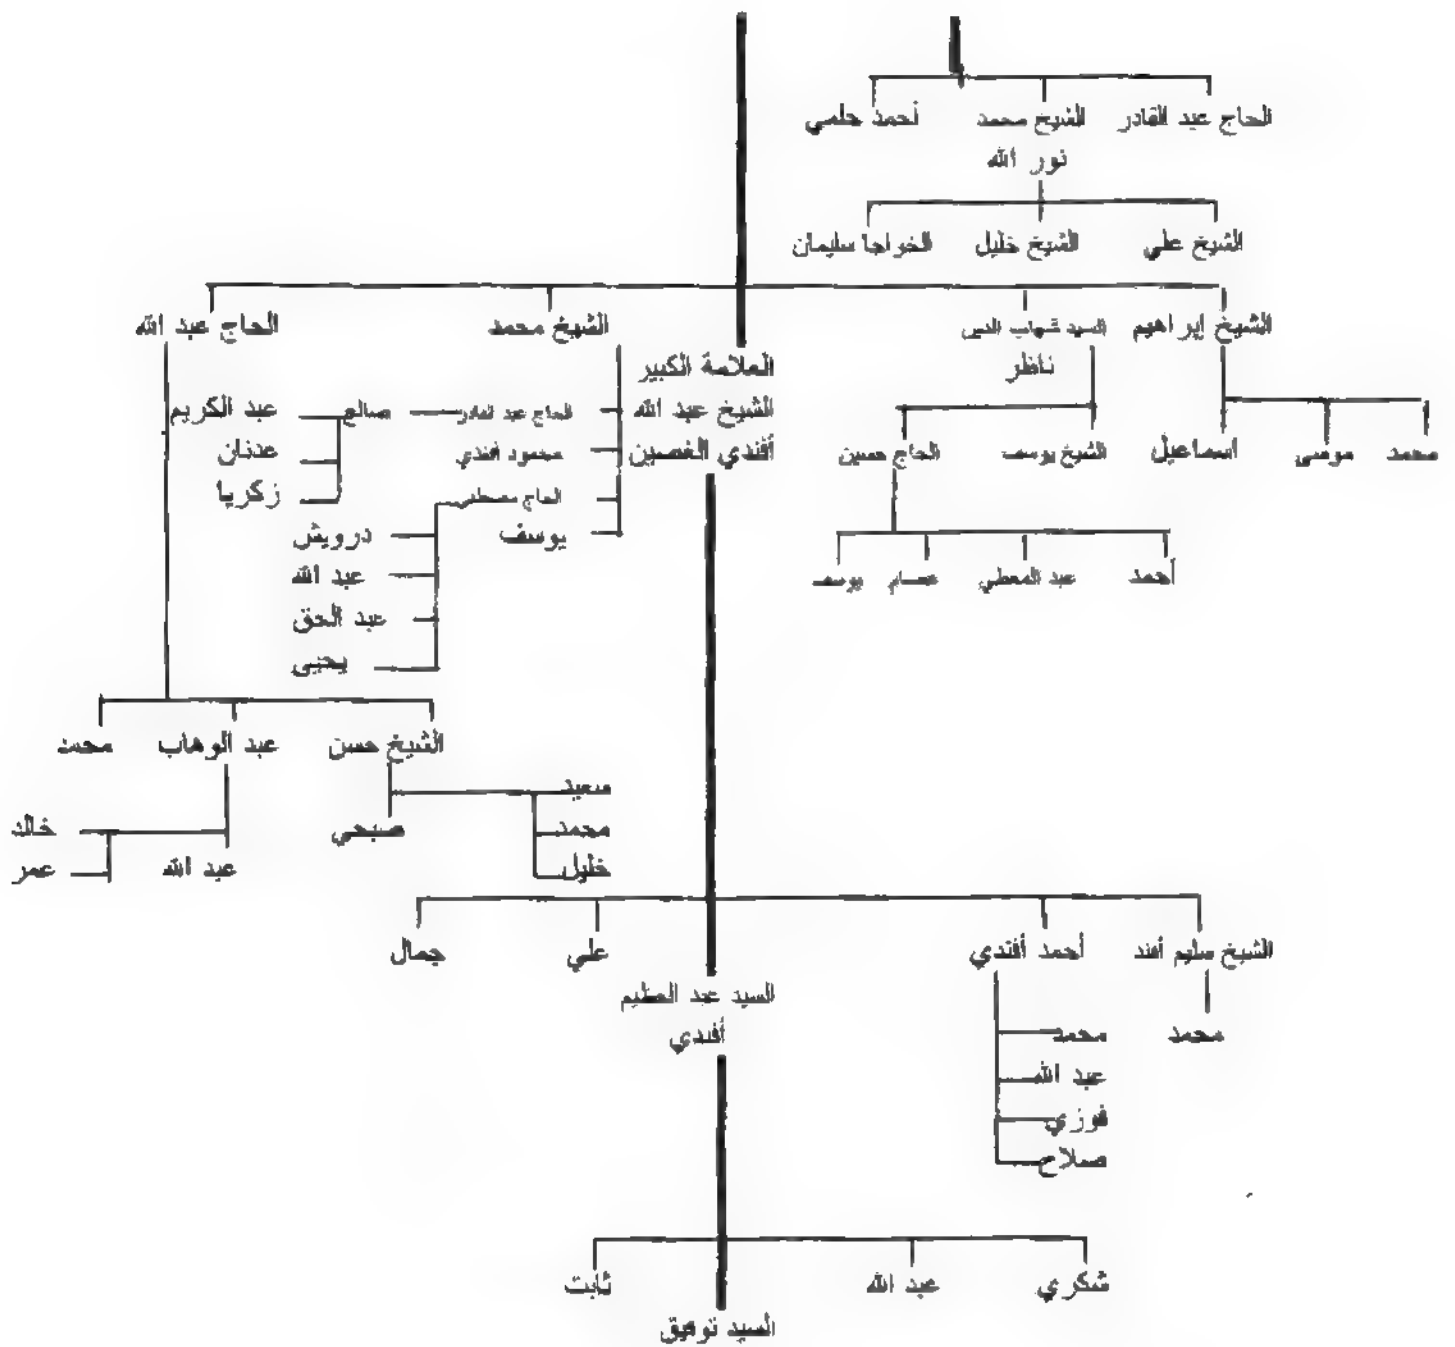 الحاج عبد القادر الشيخ محمد أحمد حلمي
نور الله
الشيخ علي الشيخ خليل الخراجا سليمان
الشيخ إبراهيم السيد شهاب الدين الشيخ محمد الحاج عبد الله
ناظر
العلامة الكبير
الشيخ عبد الله
أفندي الغصين
الحاج عبد القادر صالح عبد الكريم
محمود أفندي عدنان
الحاج مصطفى زكريا
يوسف درويش
عبد الله
عبد الحق
يحيى
محمد موسى اسماعيل الشيخ يوسف الحاج حسين
أحمد عبد المعطي عصام يوسف
الشيخ حسن عبد الوهاب محمد
سعيد
محمد صبحي خالد
خليل عبد الله عمر
الشيخ سليم أفند أحمد أفندي علي جمال
السيد عبد العظيم
أفندي
محمد محمد
عبد الله
فوزي
صلاح
شكري عبد الله ثابت
السيد توفيق